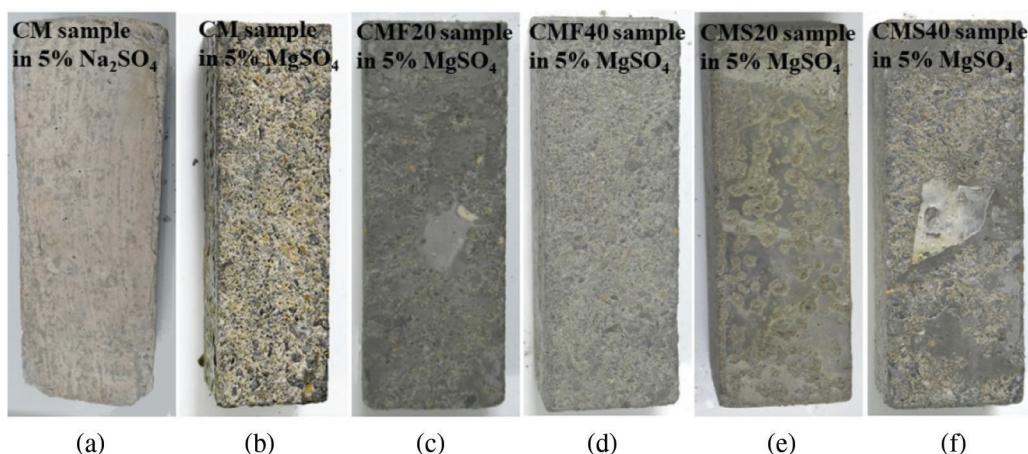 CM sample
in 5% Na₂SO₄
CM sample
in 5% MgSO₄
CMF20 sample
in 5% MgSO₄
CMF40 sample
in 5% MgSO₄
CMS20 sample
in 5% MgSO₄
CMS40 sample
in 5% MgSO₄
(a)
(b)
(c)
(d)
(e)
(f)